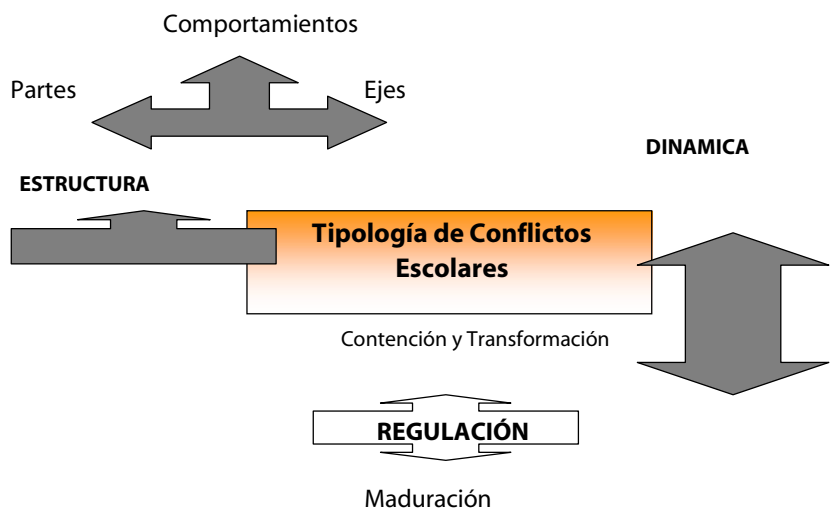 Comportamientos
Partes
Ejes
DINAMICA
ESTRUCTURA
Tipología de Conflictos
Escolares
Contención y Transformación
REGULACIÓN
Maduración